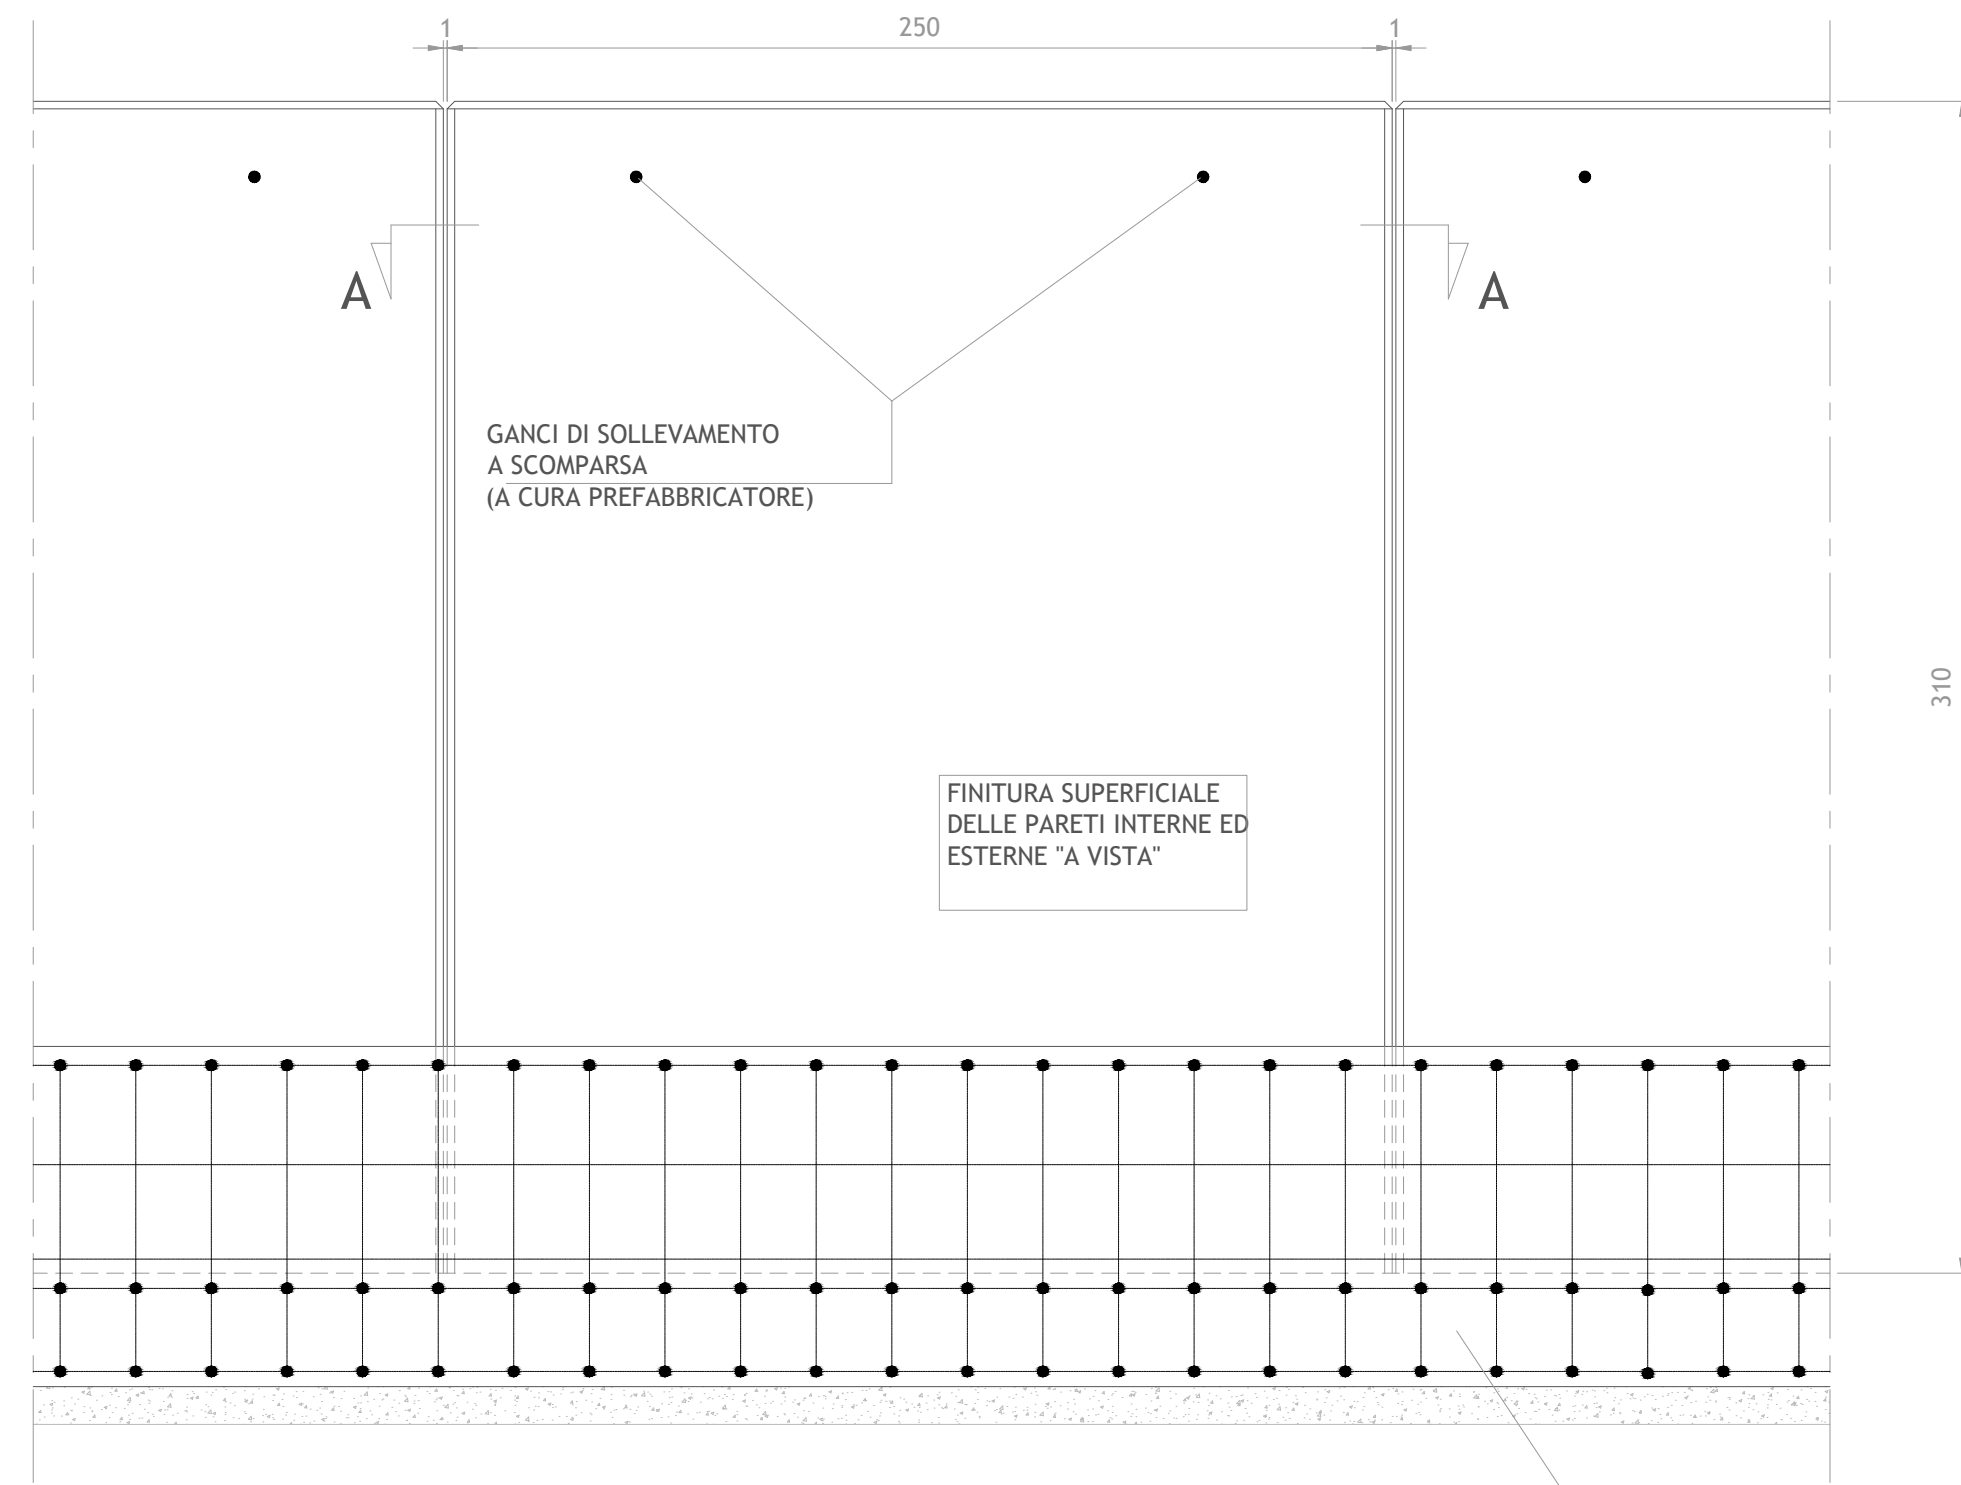 1
250
1
A
A
GANCI DI SOLLEVAMENTO
A SCOMPARSA
(A CURA PREFABBRICATORE)
310
FINITURA SUPERFICIALE
DELLE PARETI INTERNE ED
ESTERNE "A VISTA"